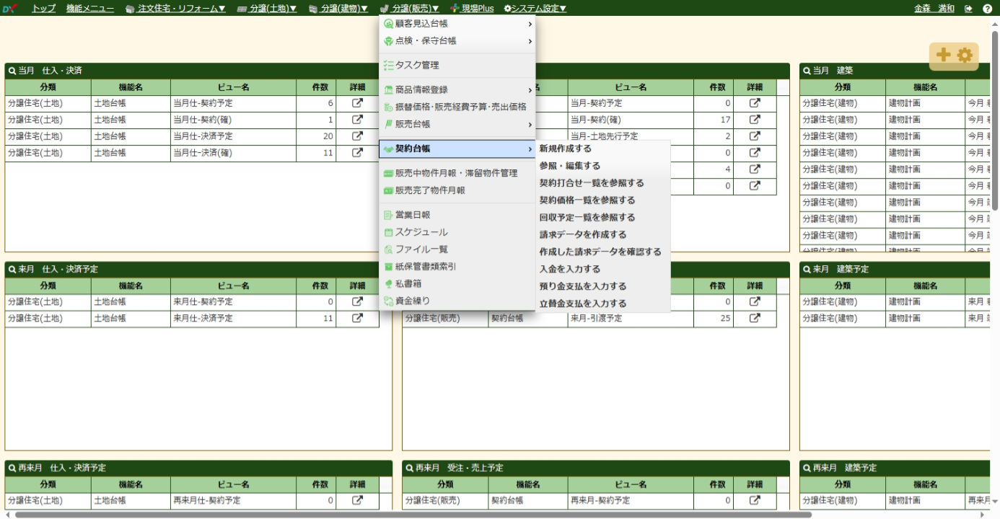 DX トップ 機能メニュー 注文住宅・リフォーム▼ 分譲(土地)▼ 分譲(建物)▼ 分譲(販売)▼ 現場Plus システム設定▼ 金森 満和
顧客見込台帳
点検・保守台帳
タスク管理
商品情報登録
振替価格･販売経費予算･売出価格
販売台帳
契約台帳
販売中物件月報・滞留物件管理
販売完了物件月報
営業日報
スケジュール
ファイル一覧
紙保管書類索引
私書箱
資金繰り
新規作成する
参照・編集する
契約打合せ一覧を参照する
契約価格一覧を参照する
回収予定一覧を参照する
請求データを作成する
作成した請求データを確認する
入金を入力する
預り金支払を入力する
立替金支払を入力する
当月 仕入・決済
分類 機能名 ビュー名 件数 詳細
分譲住宅(土地) 土地台帳 当月仕-契約予定 6
分譲住宅(土地) 土地台帳 当月仕-契約(確) 1
分譲住宅(土地) 土地台帳 当月仕-決済予定 20
分譲住宅(土地) 土地台帳 当月仕-決済(確) 11
ビュー名 件数 詳細
当月-契約予定 0
当月-契約(確) 17
当月-土地先行予定 2
0
4
0
当月 建築
分類 機能名
分譲住宅(建物) 建物計画 今月
分譲住宅(建物) 建物計画 今月
分譲住宅(建物) 建物計画 今月
分譲住宅(建物) 建物計画 今月
分譲住宅(建物) 建物計画 今月
分譲住宅(建物) 建物計画 今月
分譲住宅(建物) 建物計画 今月
分譲住宅(建物) 建物計画 今月
分譲住宅(建物) 建物計画 今月
分譲住宅(建物) 建物計画 今月
来月 仕入・決済予定
分類 機能名 ビュー名 件数 詳細
分譲住宅(土地) 土地台帳 来月仕-契約予定 0
分譲住宅(土地) 土地台帳 来月仕-決済予定 11
件数 詳細
0
分譲住宅(販売) 契約台帳 来月-引渡予定 25
来月 建築予定
分類 機能名
分譲住宅(建物) 建物計画 来月
分譲住宅(建物) 建物計画 来月
再来月 仕入・決済予定
分類 機能名 ビュー名 件数 詳細
分譲住宅(土地) 土地台帳 再来月仕-契約予定 0
再来月 受注・売上予定
分類 機能名 ビュー名 件数 詳細
分譲住宅(販売) 契約台帳 再来月-契約予定 0
再来月 建築予定
分類 機能名
分譲住宅(建物) 建物計画 再来月